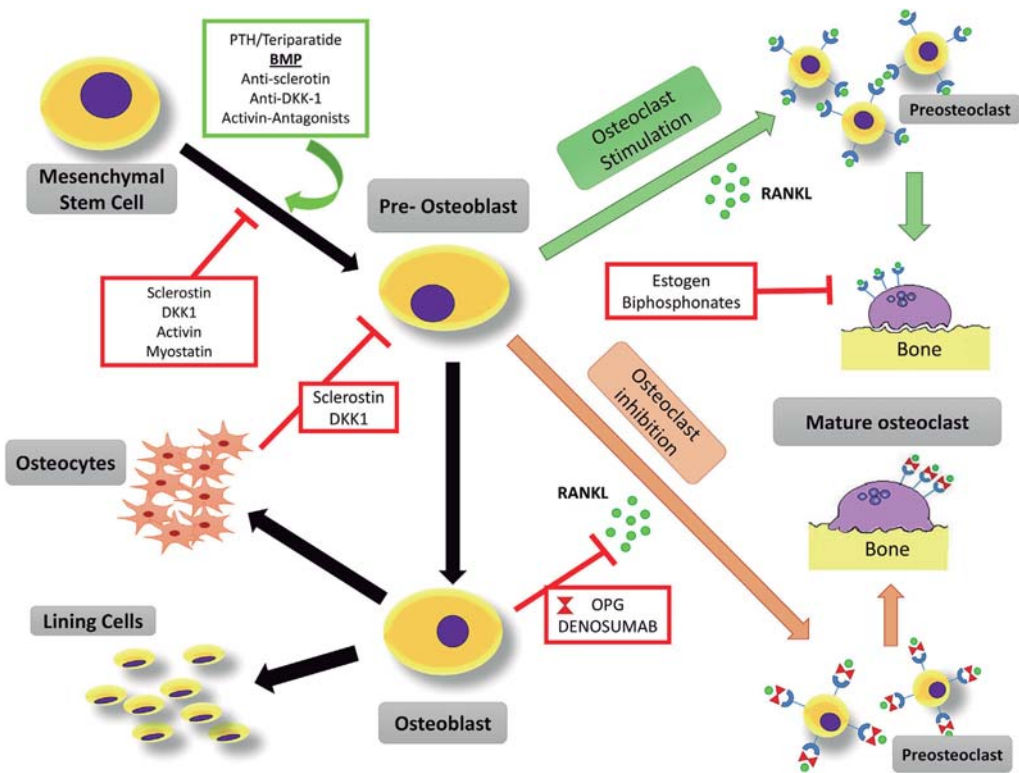 PTH/Teriparatide
BMP
Anti-sclerotin
Anti-DKK-1
Activin-Antagonists
Mesenchymal
Stem Cell
Pre- Osteoblast
Osteoclast
Stimulation
RANKL
Preosteoclast
Sclerostin
DKK1
Activin
Myostatin
Estogen
Biphosphonates
Bone
Sclerostin
DKK1
Osteoclast
inhibition
Mature osteoclast
Osteocytes
RANKL
Bone
OPG
DENOSUMAB
Lining Cells
Osteoblast
Preosteoclast